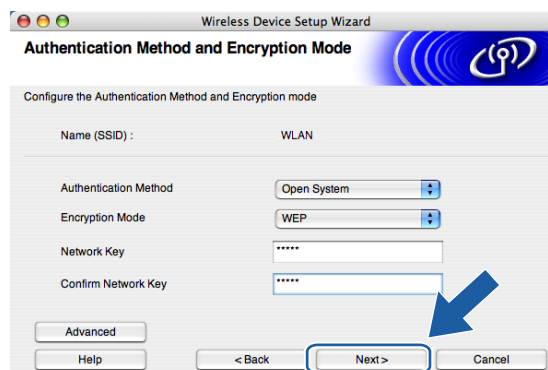 Wireless Device Setup Wizard
Authentication Method and Encryption Mode
Configure the Authentication Method and Encryption mode
Name (SSID) : WLAN
Authentication Method Open System
Encryption Mode WEP
Network Key *****
Confirm Network Key *****
Advanced
Help < Back Next > Cancel